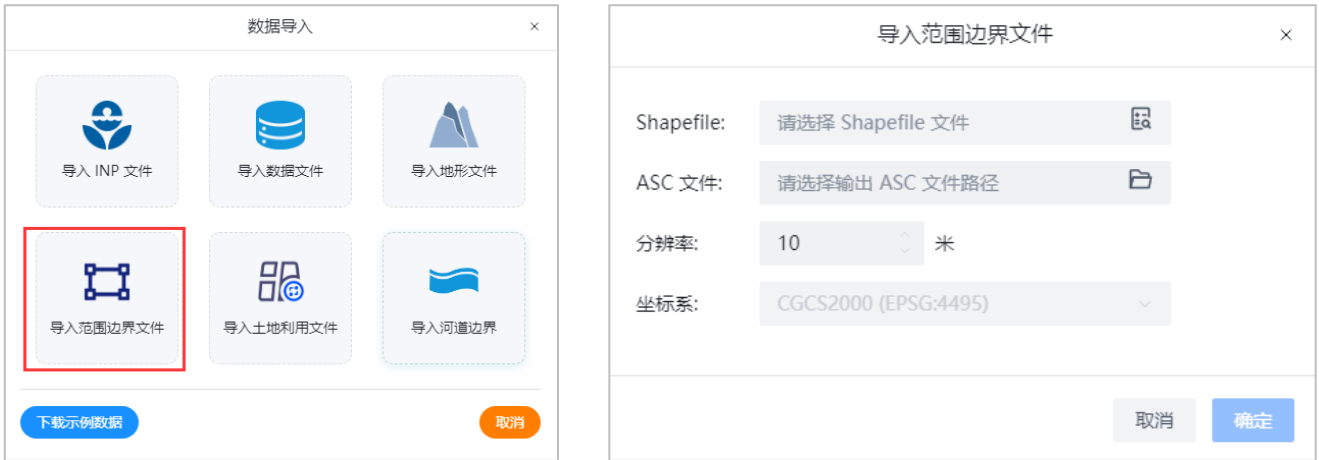 数据导入
×
导入 INP 文件
导入数据文件
导入地形文件
导入范围边界文件
导入土地利用文件
导入河道边界
下载示例数据
取消
导入范围边界文件
×
Shapefile: 请选择 Shapefile 文件
ASC 文件: 请选择输出 ASC 文件路径
分辨率: 10 米
坐标系: CGCS2000 (EPSG:4495)
取消
确定